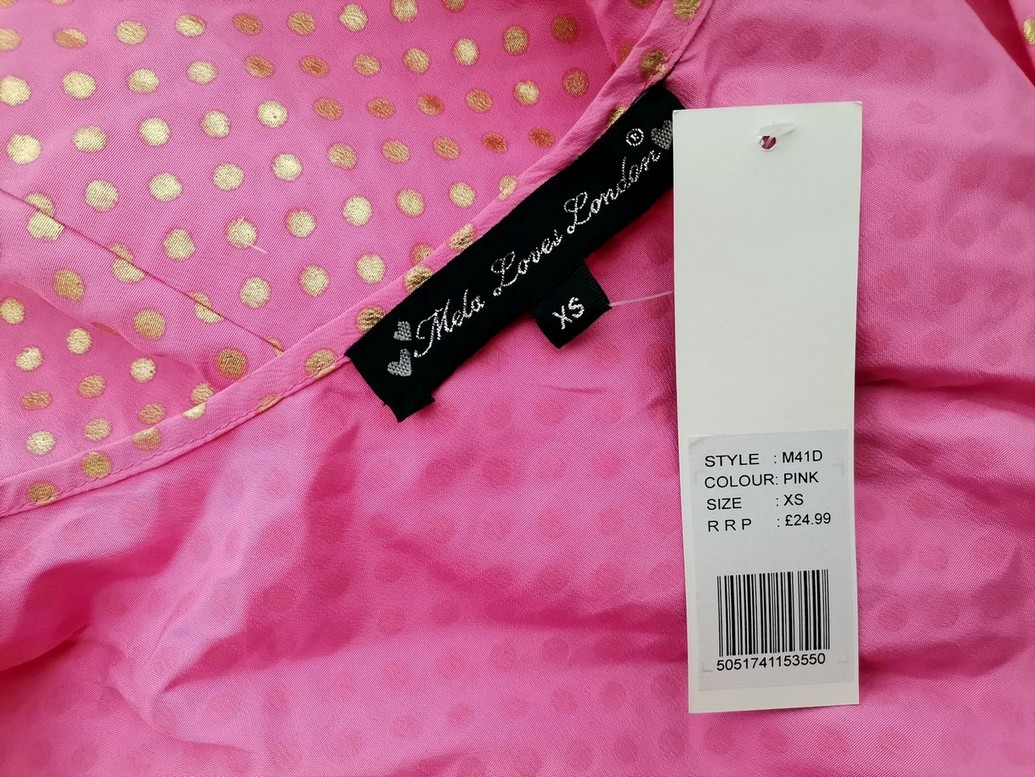 Mela Loves London®
XS
STYLE : M41D
COLOUR: PINK
SIZE : XS
R R P : £24.99
5051741153550